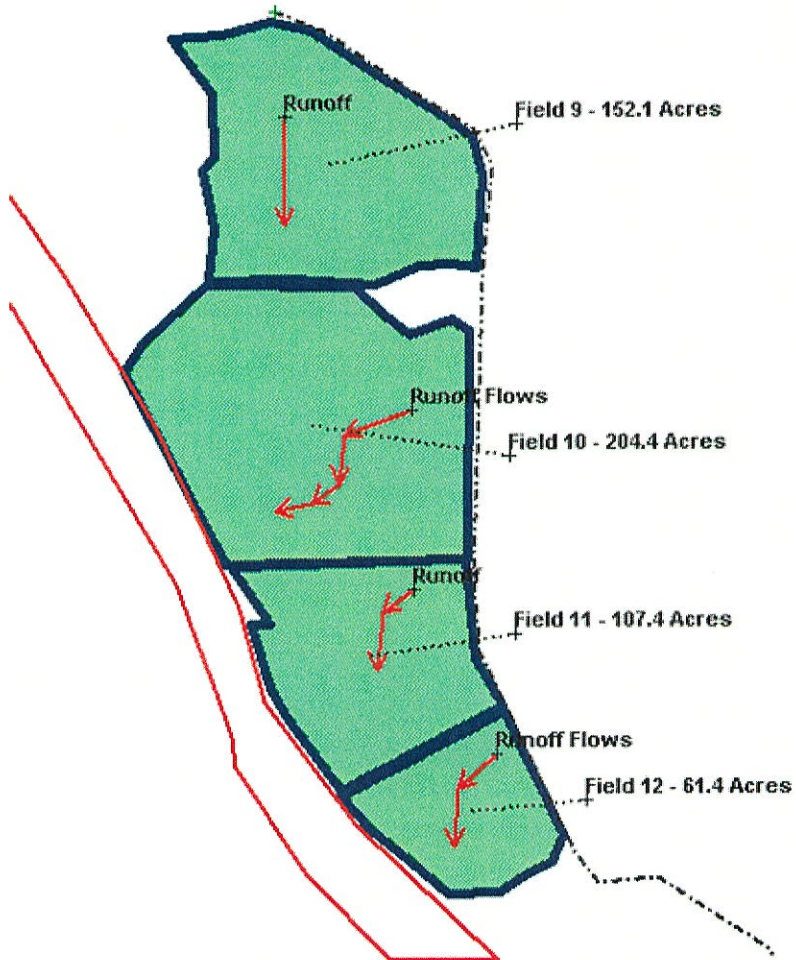 Runoff
Field 9 - 152.1 Acres
Runoff Flows
Field 10 - 204.4 Acres
Runoff
Field 11 - 107.4 Acres
Runoff Flows
Field 12 - 61.4 Acres